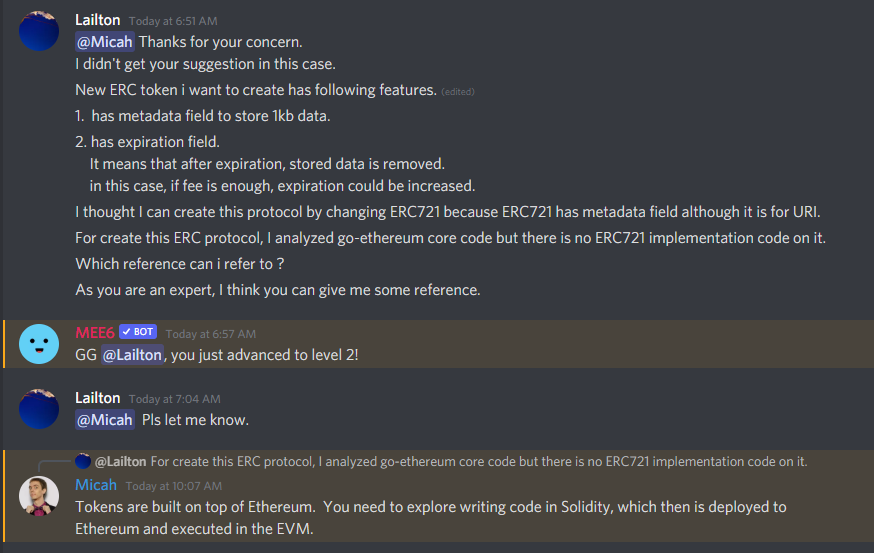 Lailton Today at 6:51 AM
@Micah Thanks for your concern.
I didn't get your suggestion in this case.
New ERC token i want to create has following features. (edited)
1. has metadata field to store 1kb data.
2. has expiration field.
It means that after expiration, stored data is removed.
in this case, if fee is enough, expiration could be increased.
I thought I can create this protocol by changing ERC721 because ERC721 has metadata field although it is for URI.
For create this ERC protocol, I analyzed go-ethereum core code but there is no ERC721 implementation code on it.
Which reference can i refer to ?
As you are an expert, I think you can give me some reference.
MEE6 ✓ BOT Today at 6:57 AM
GG @Lailton, you just advanced to level 2!
Lailton Today at 7:04 AM
@Micah Pls let me know.
@Lailton For create this ERC protocol, I analyzed go-ethereum core code but there is no ERC721 implementation code on it.
Micah Today at 10:07 AM
Tokens are built on top of Ethereum. You need to explore writing code in Solidity, which then is deployed to
Ethereum and executed in the EVM.